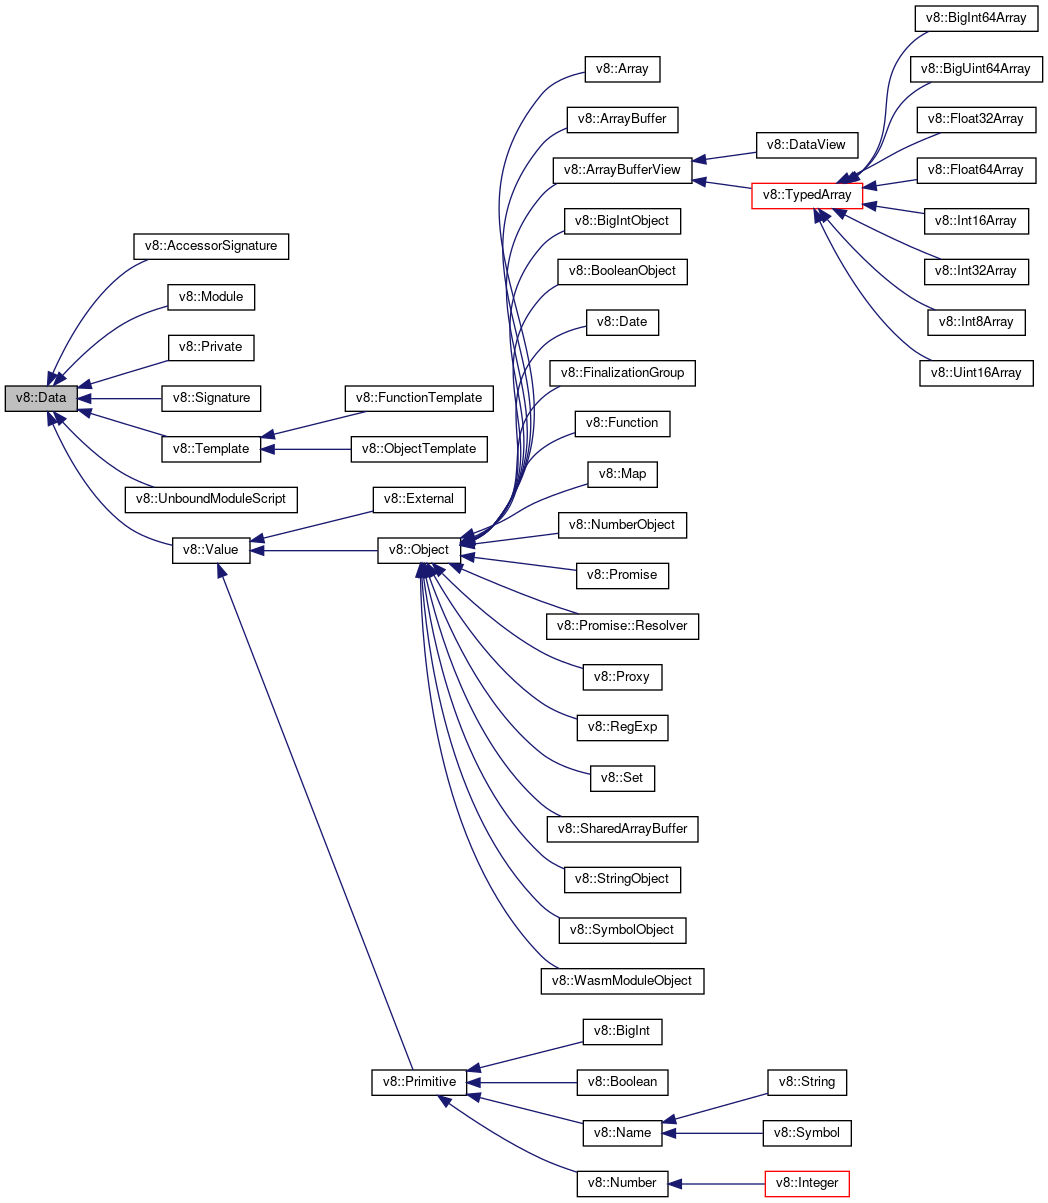 v8::Data
v8::AccessorSignature
v8::Module
v8::Private
v8::Signature
v8::Template
v8::UnboundModuleScript
v8::Value
v8::FunctionTemplate
v8::ObjectTemplate
v8::External
v8::Object
v8::Primitive
v8::Array
v8::ArrayBuffer
v8::ArrayBufferView
v8::BigIntObject
v8::BooleanObject
v8::Date
v8::FinalizationGroup
v8::Function
v8::Map
v8::NumberObject
v8::Promise
v8::Promise::Resolver
v8::Proxy
v8::RegExp
v8::Set
v8::SharedArrayBuffer
v8::StringObject
v8::SymbolObject
v8::WasmModuleObject
v8::BigInt
v8::Boolean
v8::Name
v8::Number
v8::DataView
v8::TypedArray
v8::String
v8::Symbol
v8::Integer
v8::BigInt64Array
v8::BigUint64Array
v8::Float32Array
v8::Float64Array
v8::Int16Array
v8::Int32Array
v8::Int8Array
v8::Uint16Array